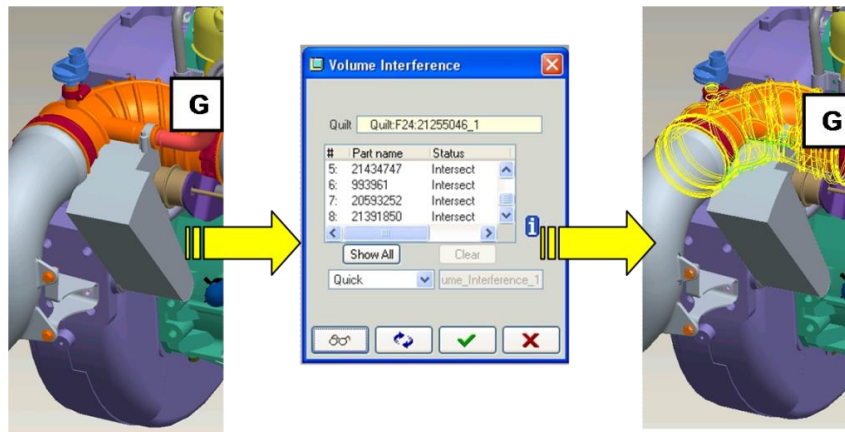 G
Volume Interference
Quilt Quilt:F24:21255046_1
# Part name Status
5: 21434747 Intersect
6: 993961 Intersect
7: 20593252 Intersect
8: 21391850 Intersect
Show All Clear
Quick ume_Interference_1
G